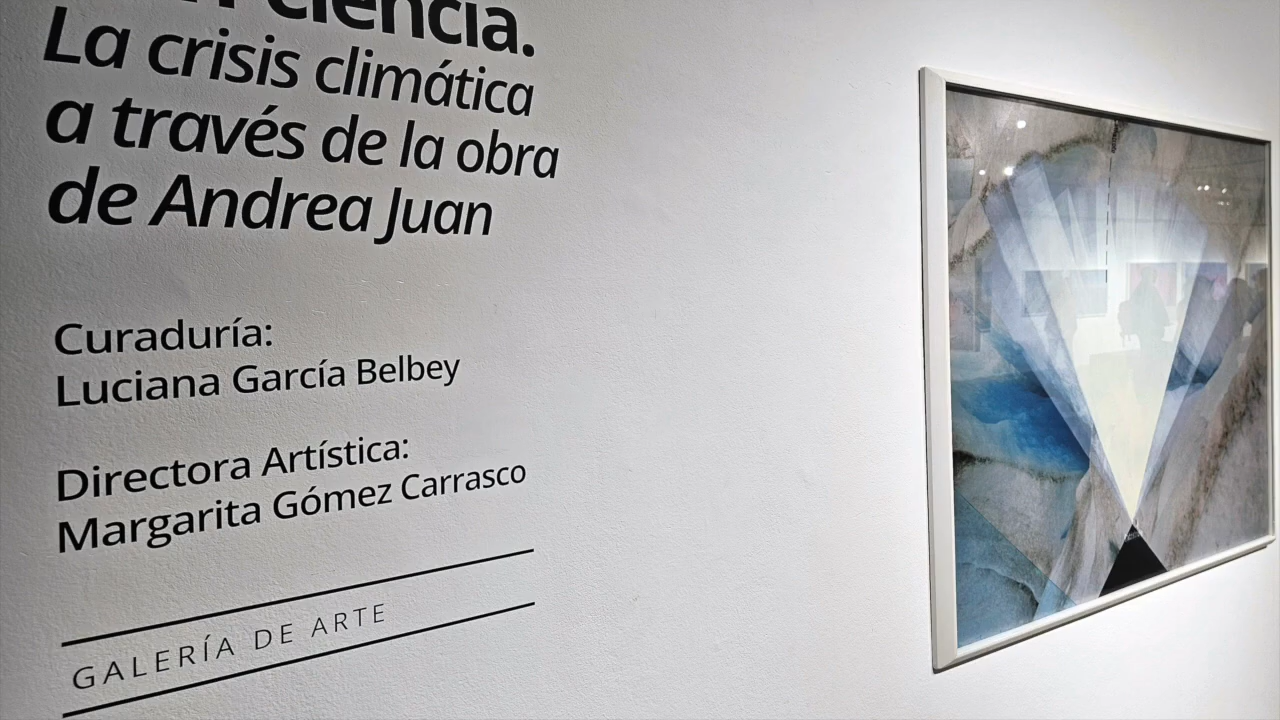 ciencia.
La crisis climática
a través de la obra
de Andrea Juan
Curaduría:
Luciana García Belbey
Directora Artística:
Margarita Gómez Carrasco
GALERÍA DE ARTE